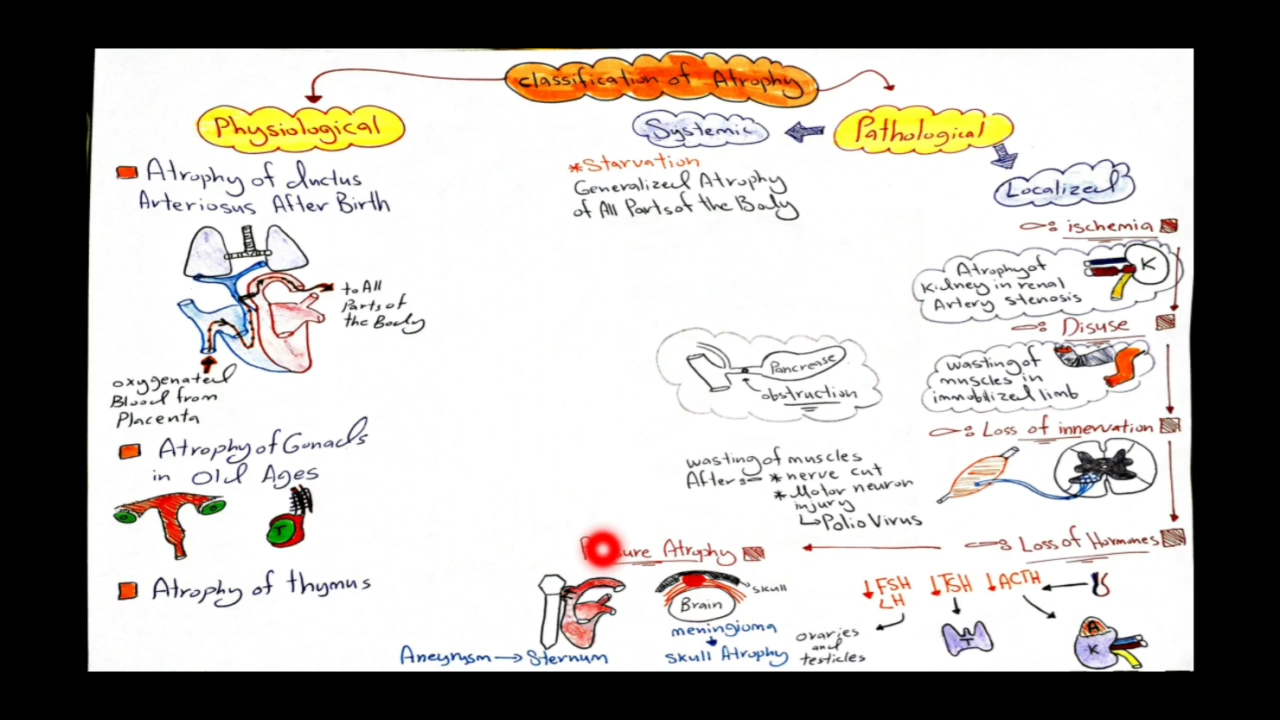 classification of Atrophy
Physiological
Atrophy of ductus
Arteriosus After Birth
to All
Parts of
the Body
oxygenated
Blood from
Placenta
Atrophy of Gonads
in Old Ages
T
Atrophy of thymus
Pathological
Systemic
*Starvation
Generalized Atrophy
of All Parts of the Body
Localized
ischemia
Atrophy of
Kidney in renal
Artery stenosis
K
Disuse
wasting of
muscles in
immobilized limb
Pancrease
obstruction
Loss of innervation
wasting of muscles
After :- * nerve cut
* Motor neuron
injury
Polio Virus
Loss of Hormones
↓FSH
LH
↓TSH
↓ACTH
ovaries
and
testicles
T
A
K
Atrophy
skull
Brain
meningioma
skull Atrophy
Aneyrysm → Sternum